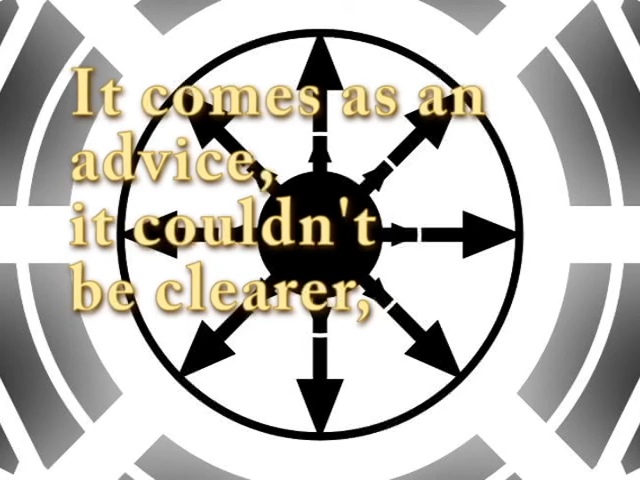 It comes as an
advice,
it couldn't
be clearer,